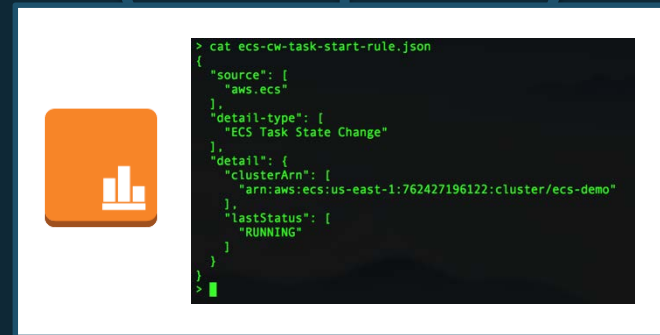 > cat ecs-cw-task-start-rule.json
{
  "source": [
    "aws.ecs"
  ],
  "detail-type": [
    "ECS Task State Change"
  ],
  "detail": {
    "clusterArn": [
      "arn:aws:ecs:us-east-1:762427196122:cluster/ecs-demo"
    ],
    "lastStatus": [
      "RUNNING"
    ]
  }
}
>